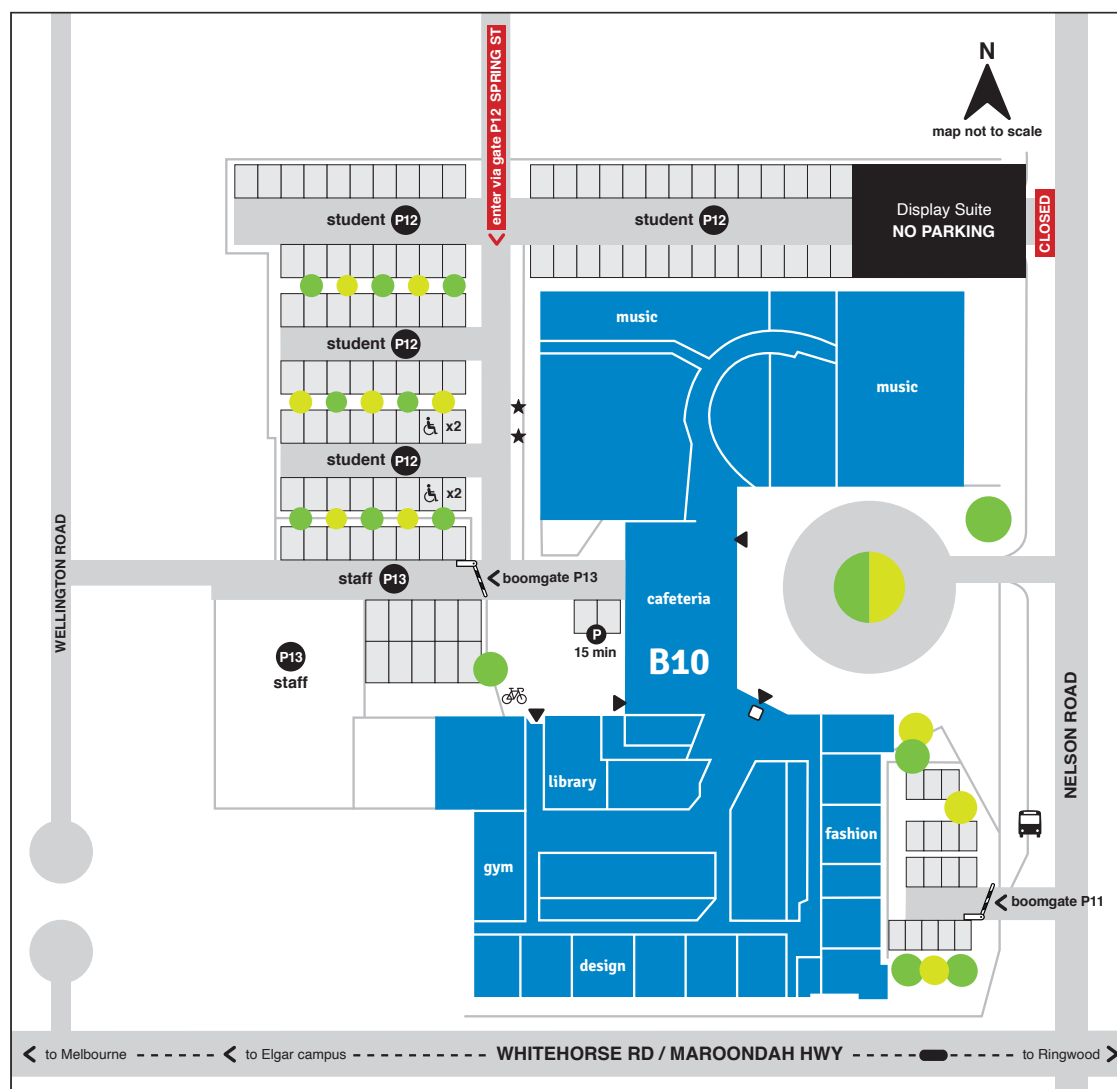 enter via gate P12 SPRING ST
N
map not to scale
student P12
student P12
Display Suite
NO PARKING
CLOSED
music
student P12
music
x2
student P12
x2
WELLINGTON ROAD
staff P13
boomgate P13
cafeteria
P
15 min
P13
staff
B10
NELSON ROAD
library
fashion
gym
boomgate P11
design
to Melbourne
to Elgar campus
WHITEHORSE RD / MAROONDAH HWY
to Ringwood